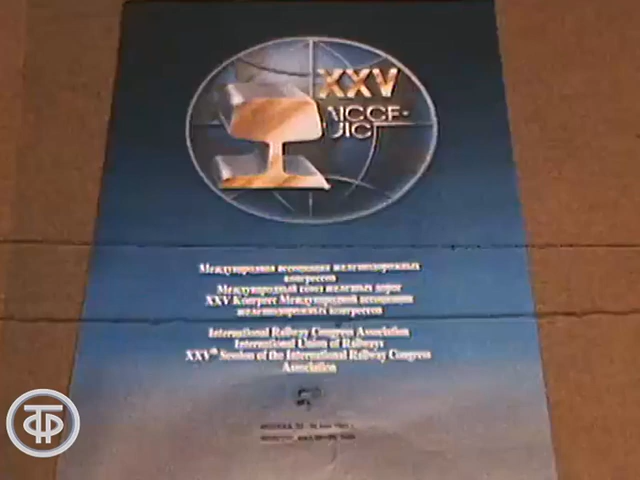 XXV
AICCF-
UIC
Международная ассоциация железнодорожных
конгрессов
Международный союз железных дорог
XXV Конгресс Международной ассоциации
железнодорожных конгрессов
International Railway Congress Association
International Union of Railways
XXVth Session of the International Railway Congress
Association